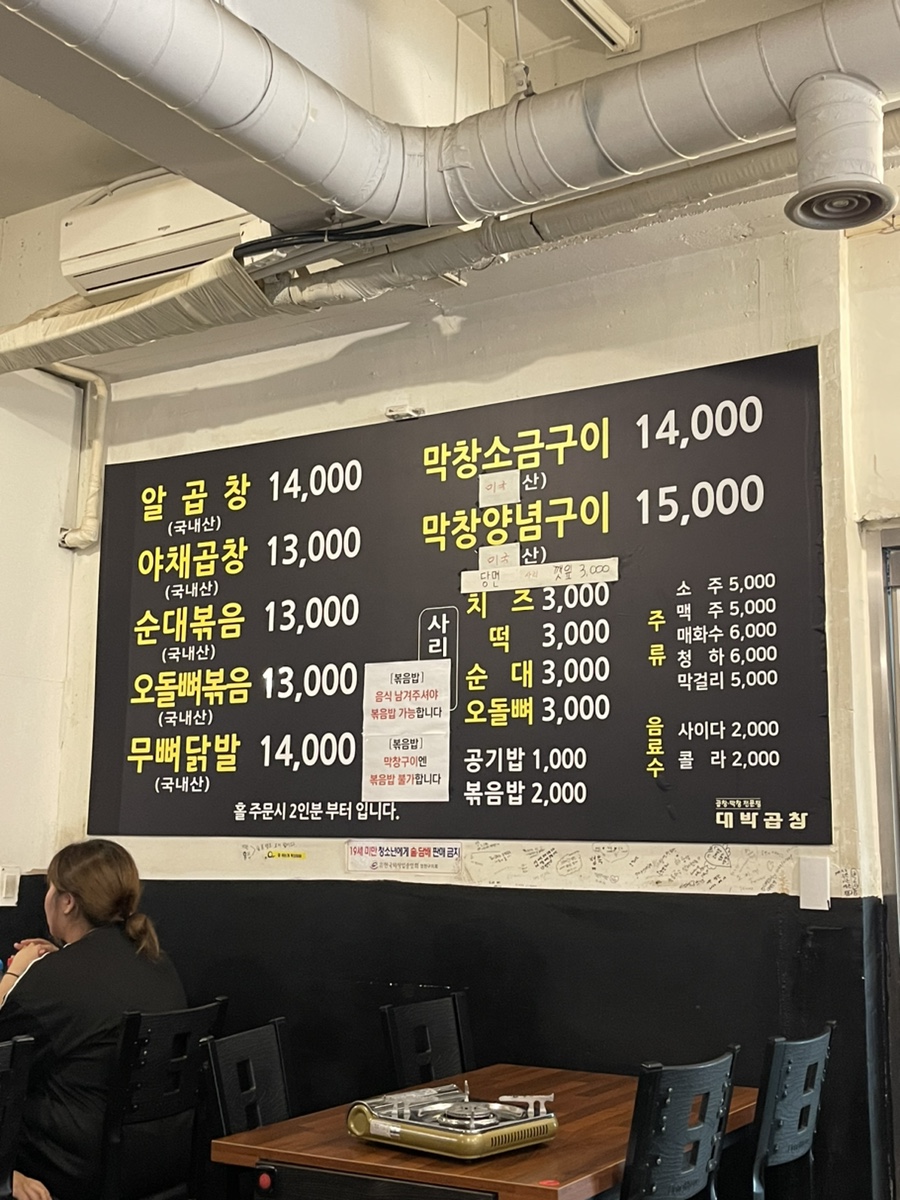 알 곱 창 14,000
(국내산)
야채곱창 13,000
(국내산)
순대볶음 13,000
(국내산)
오돌뼈볶음 13,000
(국내산)
무뼈닭발 14,000
(국내산)
홀 주문시 2인분 부터 입니다.
막창소금구이 14,000
이국 산)
막창양념구이 15,000
이국 산)
당면 사리 깻잎 3,000
사리
치 즈 3,000
떡 3,000
순 대 3,000
오돌뼈 3,000
공기밥 1,000
볶음밥 2,000
[볶음밥]
음식 남겨주셔야
볶음밥 가능합니다
[볶음밥]
막창구이엔
볶음밥 불가합니다
주류
소 주 5,000
맥 주 5,000
매화수 6,000
청 하 6,000
막걸리 5,000
음료수
사이다 2,000
콜 라 2,000
곱창·막창 전문점
대박곱창
19세 미만 청소년에게 술·담배 판매 금지